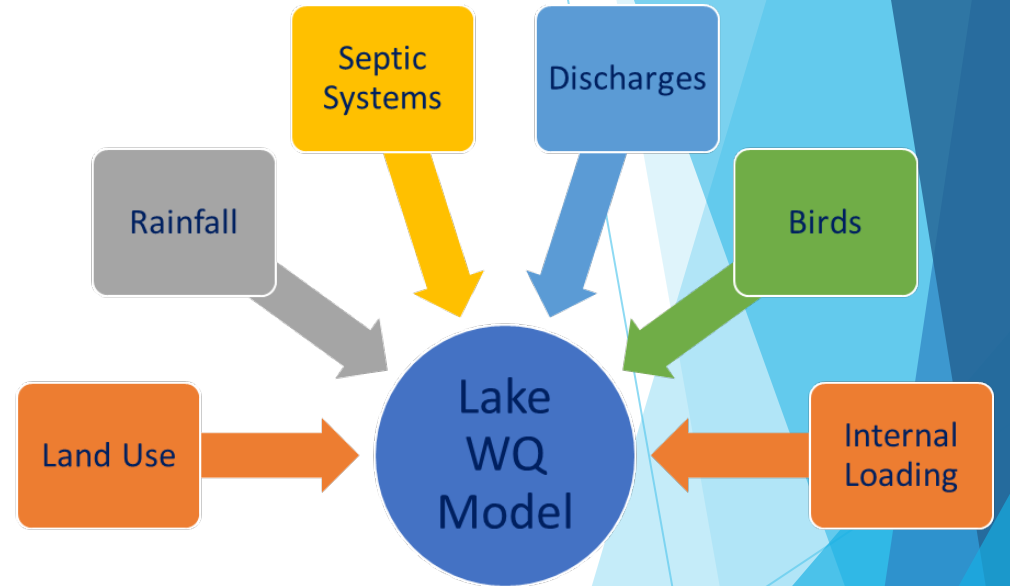 Septic
Systems
Discharges
Rainfall
Birds
Land Use
Lake
WQ
Model
Internal
Loading